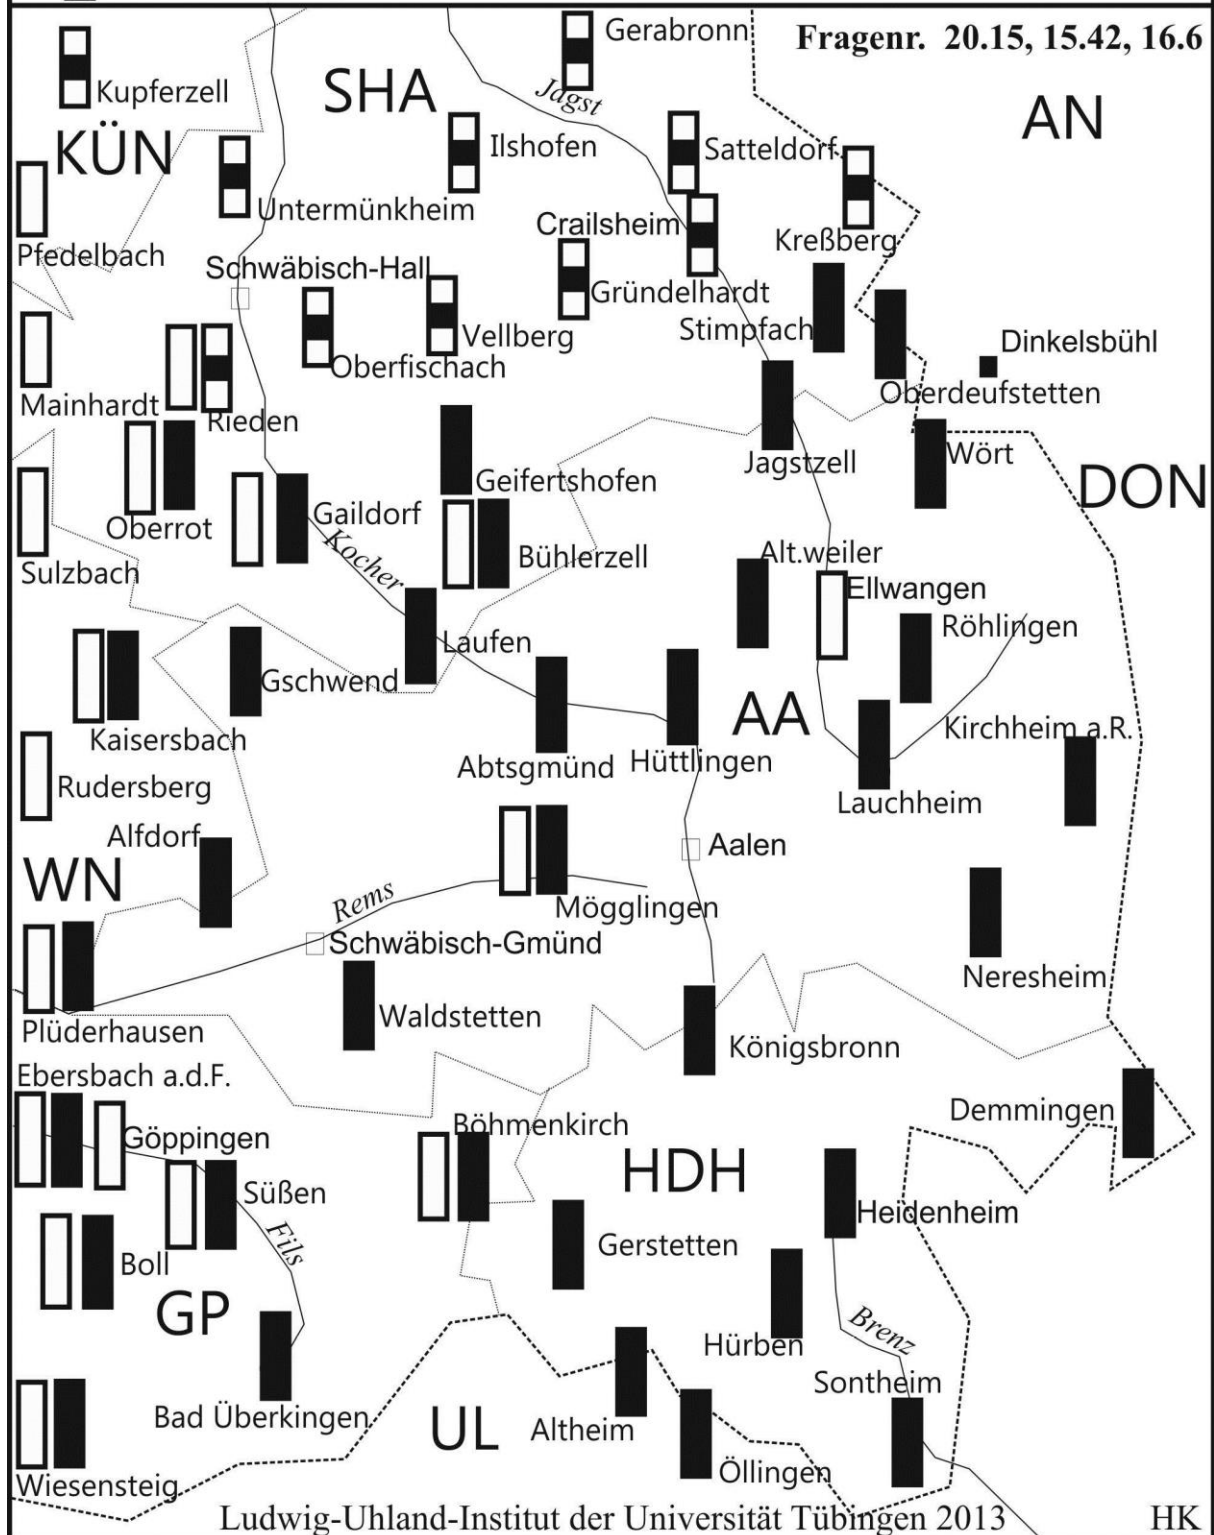 Gerabronn
Fragenr. 20.15, 15.42, 16.6
Kupferzell
SHA
Jagst
AN
KÜN
Ilshofen
Satteldorf
Untermünkheim
Crailsheim
Kreßberg
Pfedelbach
Schwäbisch-Hall
Gründelhardt
Stimpfach
Vellberg
Dinkelsbühl
Oberfischach
Oberdeufstetten
Mainhardt
Rieden
Jagstzell
Wört
Geifertshofen
DON
Oberrot
Gaildorf
Kocher
Bühlerzell
Alt.weiler
Sulzbach
Ellwangen
Röhlingen
Laufen
Gschwend
AA
Kirchheim a.R.
Kaisersbach
Abtsgmünd
Hüttlingen
Rudersberg
Lauchheim
Alfdorf
Aalen
WN
Rems
Mögglingen
Schwäbisch-Gmünd
Neresheim
Waldstetten
Plüderhausen
Königsbronn
Ebersbach a.d.F.
Demmingen
Göppingen
Böhmenkirch
HDH
Süßen
Heidenheim
Fils
Gerstetten
Boll
GP
Hürben
Brenz
Sontheim
Bad Überkingen
UL
Altheim
Öllingen
Wiesensteig
Ludwig-Uhland-Institut der Universität Tübingen 2013
HK